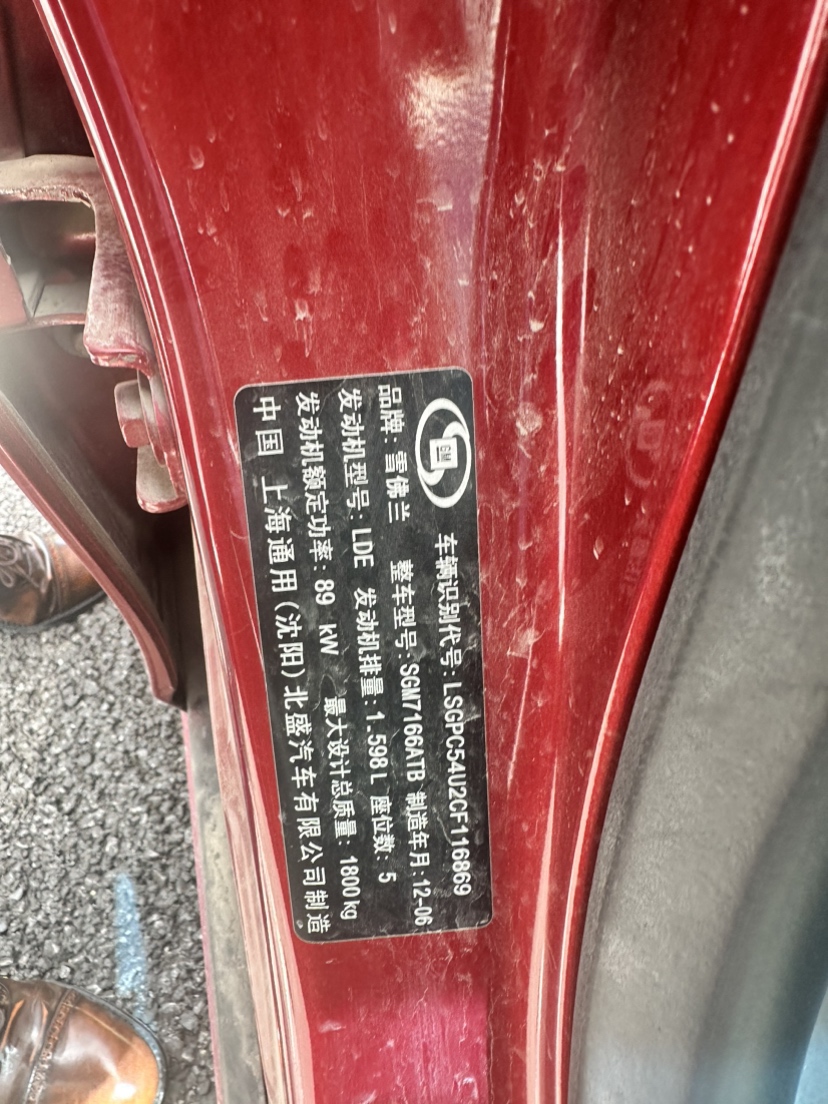 GM
车辆识别代号: LSGPC54U2CF116869
品牌: 雪佛兰 整车型号: SGM7166ATB 制造年月: 12-06
发动机型号: LDE 发动机排量: 1.598L 座位数: 5
发动机额定功率: 89 kW 最大设计总质量: 1800kg
中国 上海通用(沈阳)北盛汽车有限公司制造